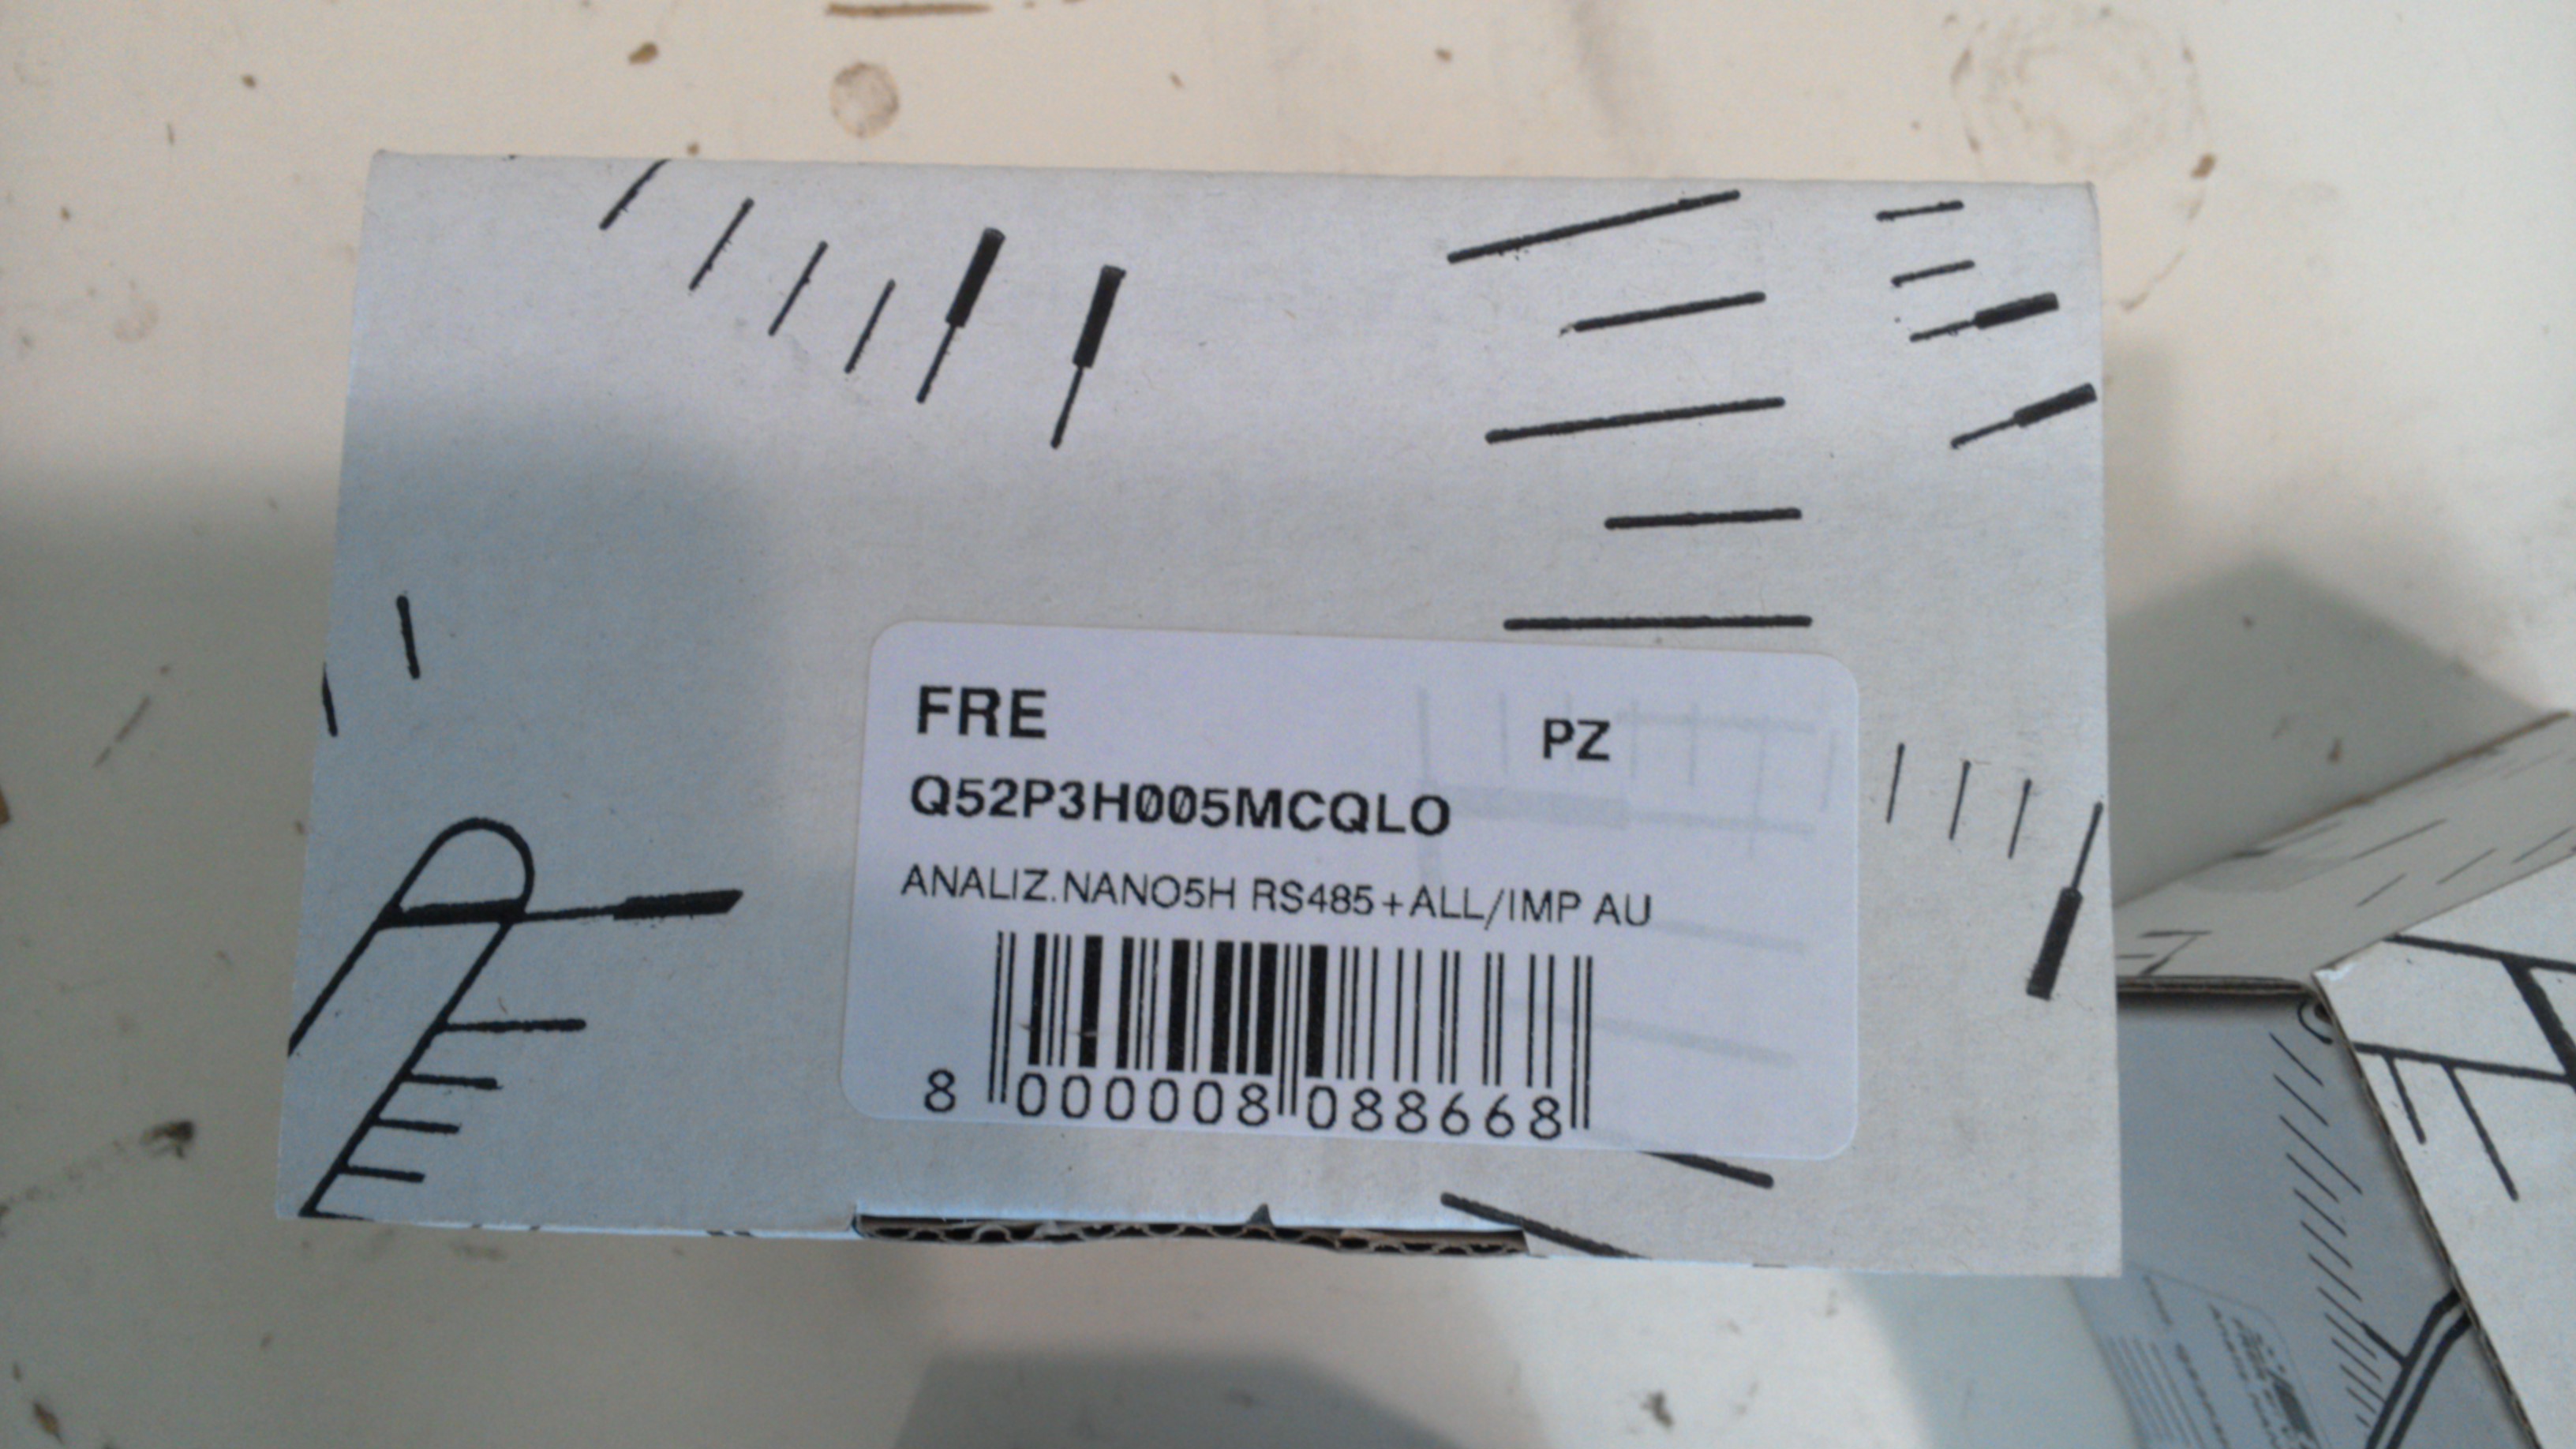 FRE PZ
Q52P3H005MCQLO
ANALIZ.NANO5H RS485+ALL/IMP AU
8 000008 088668